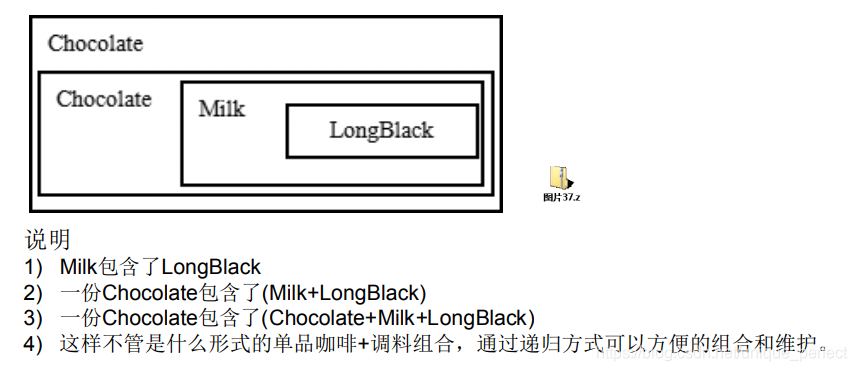 Chocolate
Chocolate
Milk
LongBlack
图片37.z
说明
1) Milk包含了LongBlack
2) 一份Chocolate包含了(Milk+LongBlack)
3) 一份Chocolate包含了(Chocolate+Milk+LongBlack)
4) 这样不管是什么形式的单品咖啡+调料组合，通过递归方式可以方便的组合和维护。
https://blog.csdn.net/unique_perfect